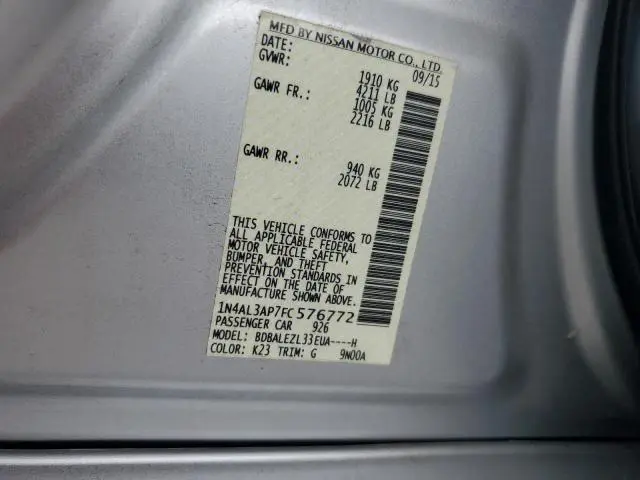 MFD BY NISSAN MOTOR CO., LTD.
DATE: 09/15
GVWR: 1910 KG
4211 LB
GAWR FR.: 1005 KG
2216 LB
GAWR RR.: 940 KG
2072 LB
THIS VEHICLE CONFORMS TO
ALL APPLICABLE FEDERAL
MOTOR VEHICLE SAFETY,
BUMPER, AND THEFT
PREVENTION STANDARDS IN
EFFECT ON THE DATE OF
MANUFACTURE SHOWN ABOVE.
1N4AL3AP7FC576772
PASSENGER CAR 926
MODEL: BDBALEZL33EUA----H
COLOR: K23 TRIM: G 9N00A